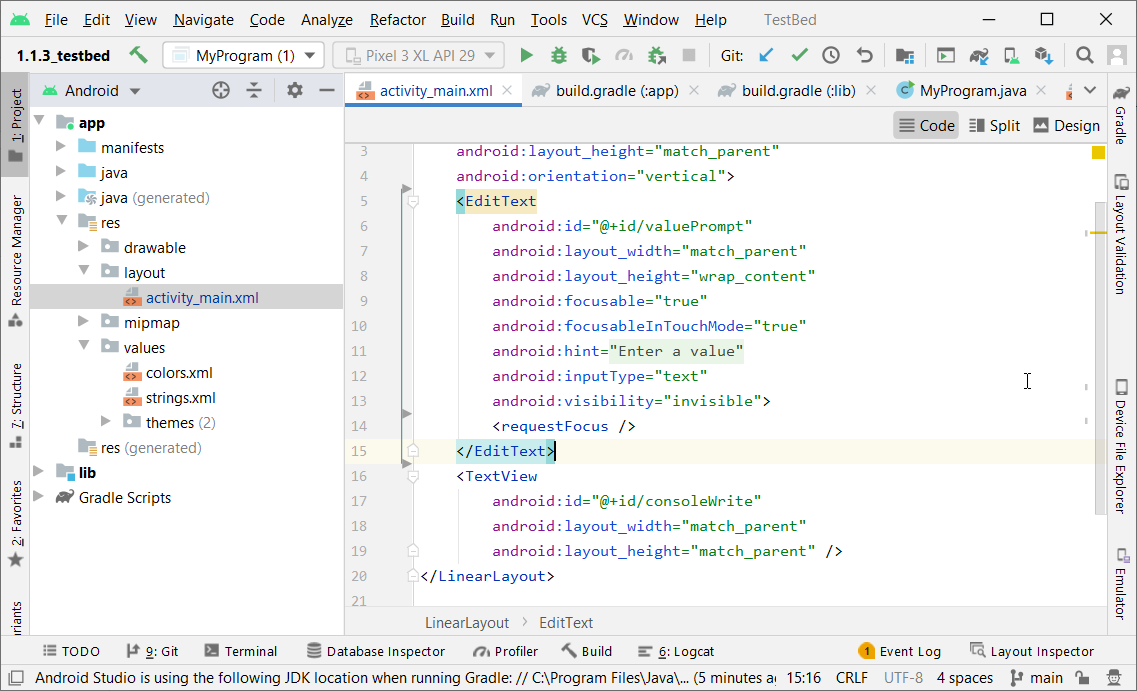 File Edit View Navigate Code Analyze Refactor Build Run Tools VCS Window Help TestBed
1.1.3_testbed MyProgram (1) Pixel 3 XL API 29 Git:
1: Project
Resource Manager
7: Structure
2: Favorites
riants
Android
app
manifests
java
java (generated)
res
drawable
layout
activity_main.xml
mipmap
values
colors.xml
strings.xml
themes (2)
res (generated)
lib
Gradle Scripts
activity_main.xml build.gradle (:app) build.gradle (:lib) MyProgram.java
Code Split Design
3 android:layout_height="match_parent"
4 android:orientation="vertical">
5 <EditText
6 android:id="@+id/valuePrompt"
7 android:layout_width="match_parent"
8 android:layout_height="wrap_content"
9 android:focusable="true"
10 android:focusableInTouchMode="true"
11 android:hint="Enter a value"
12 android:inputType="text"
13 android:visibility="invisible">
14 <requestFocus />
15 </EditText>
16 <TextView
17 android:id="@+id/consoleWrite"
18 android:layout_width="match_parent"
19 android:layout_height="match_parent" />
20 </LinearLayout>
21
LinearLayout > EditText
Gradle
Layout Validation
Device File Explorer
Emulator
TODO 9: Git Terminal Database Inspector Profiler Build 6: Logcat 1 Event Log Layout Inspector
Android Studio is using the following JDK location when running Gradle: // C:\Program Files\Java\... (5 minutes ag 15:16 CRLF UTF-8 4 spaces main